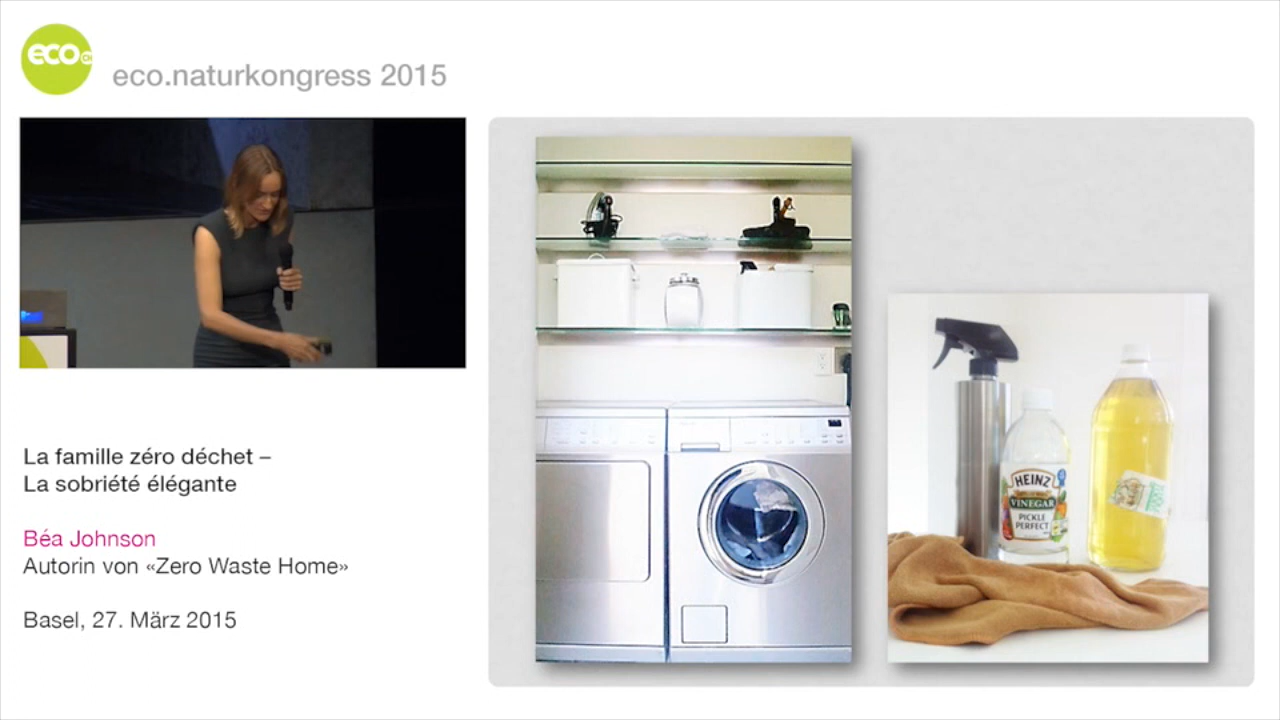 eco.
eco.naturkongress 2015
La famille zéro déchet –
La sobriété élégante
Béa Johnson
Autorin von «Zero Waste Home»
Basel, 27. März 2015
HEINZ
VINEGAR
PICKLE
PERFECT